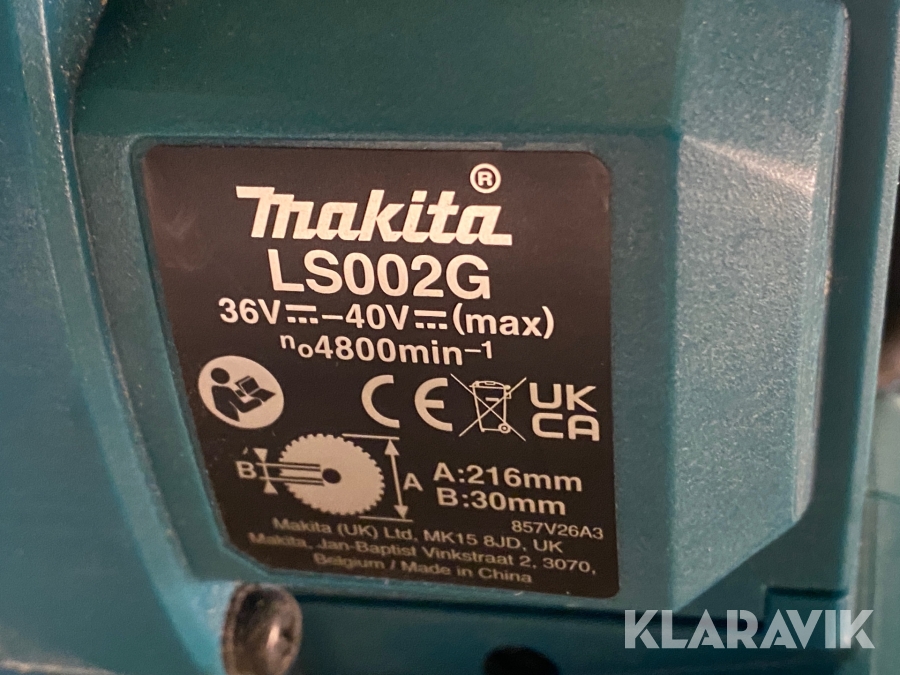 makita®
LS002G
36V⎓–40V⎓(max)
n₀4800min⁻¹
CE
UK
CA
B
A
A:216mm
B:30mm
857V26A3
Makita (UK) Ltd, MK15 8JD, UK
Makita, Jan-Baptist Vinkstraat 2, 3070,
Belgium / Made in China
KLARAVIK